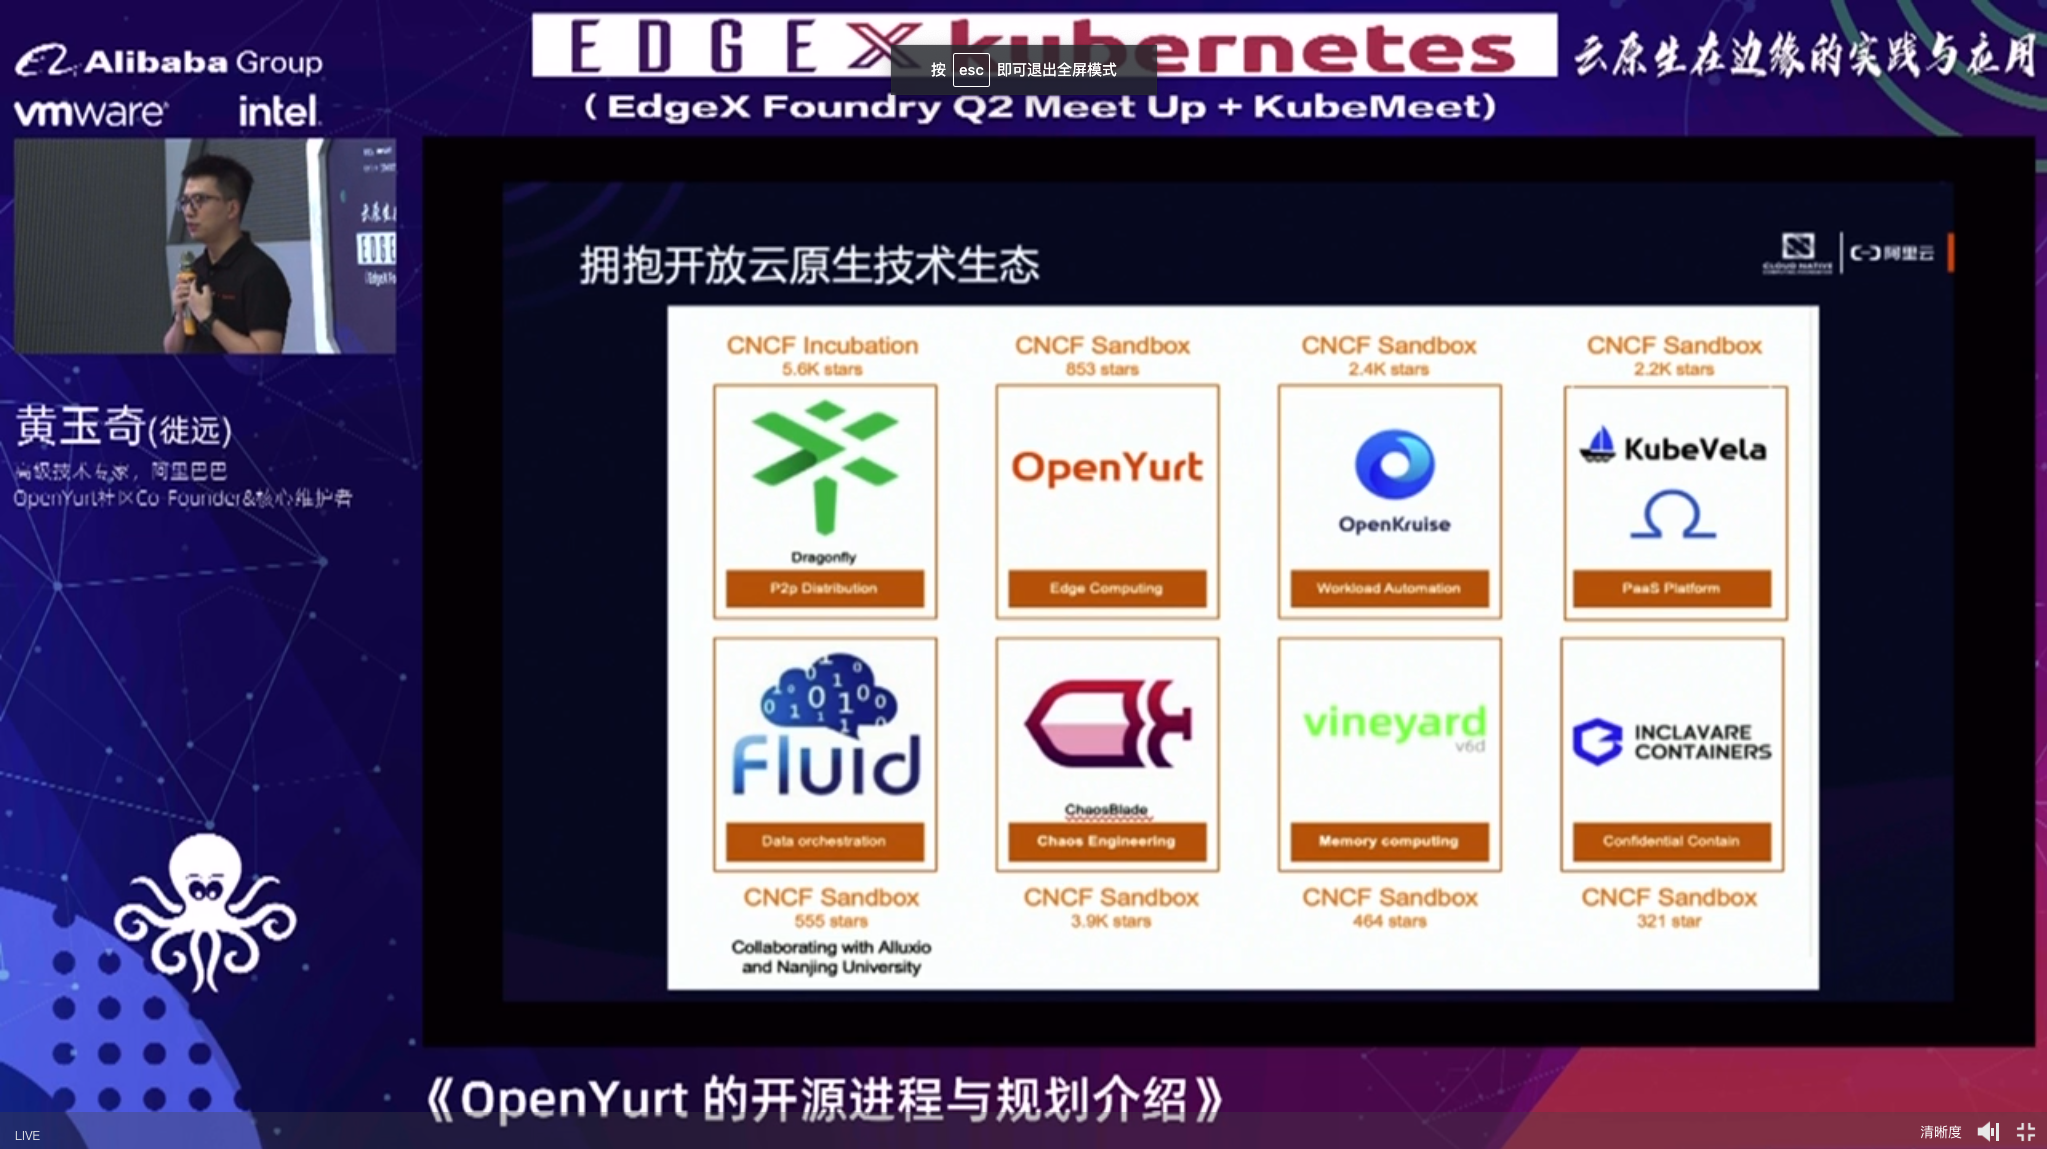 Alibaba Group
vmware
intel.
EDGEX kubernetes
按 esc 即可退出全屏模式
(EdgeX Foundry Q2 Meet Up + KubeMeet)
云原生在边缘的实践与应用
黄玉奇(徙远)
高级技术专家，阿里巴巴
OpenYurt社区Co-Founder&核心维护者
拥抱开放云原生技术生态
CLOUD NATIVE
阿里云
CNCF Incubation
5.6K stars
Dragonfly
P2p Distribution
CNCF Sandbox
853 stars
OpenYurt
Edge Computing
CNCF Sandbox
2.4K stars
OpenKruise
Workload Automation
CNCF Sandbox
2.2K stars
KubeVela
PaaS Platform
Fluid
Data orchestration
CNCF Sandbox
555 stars
Collaborating with Alluxio
and Nanjing University
ChaosBlade
Chaos Engineering
CNCF Sandbox
3.9K stars
vineyard
v6d
Memory computing
CNCF Sandbox
464 stars
INCLAVARE
CONTAINERS
Confidential Contain
CNCF Sandbox
321 star
《OpenYurt 的开源进程与规划介绍》
LIVE
清晰度